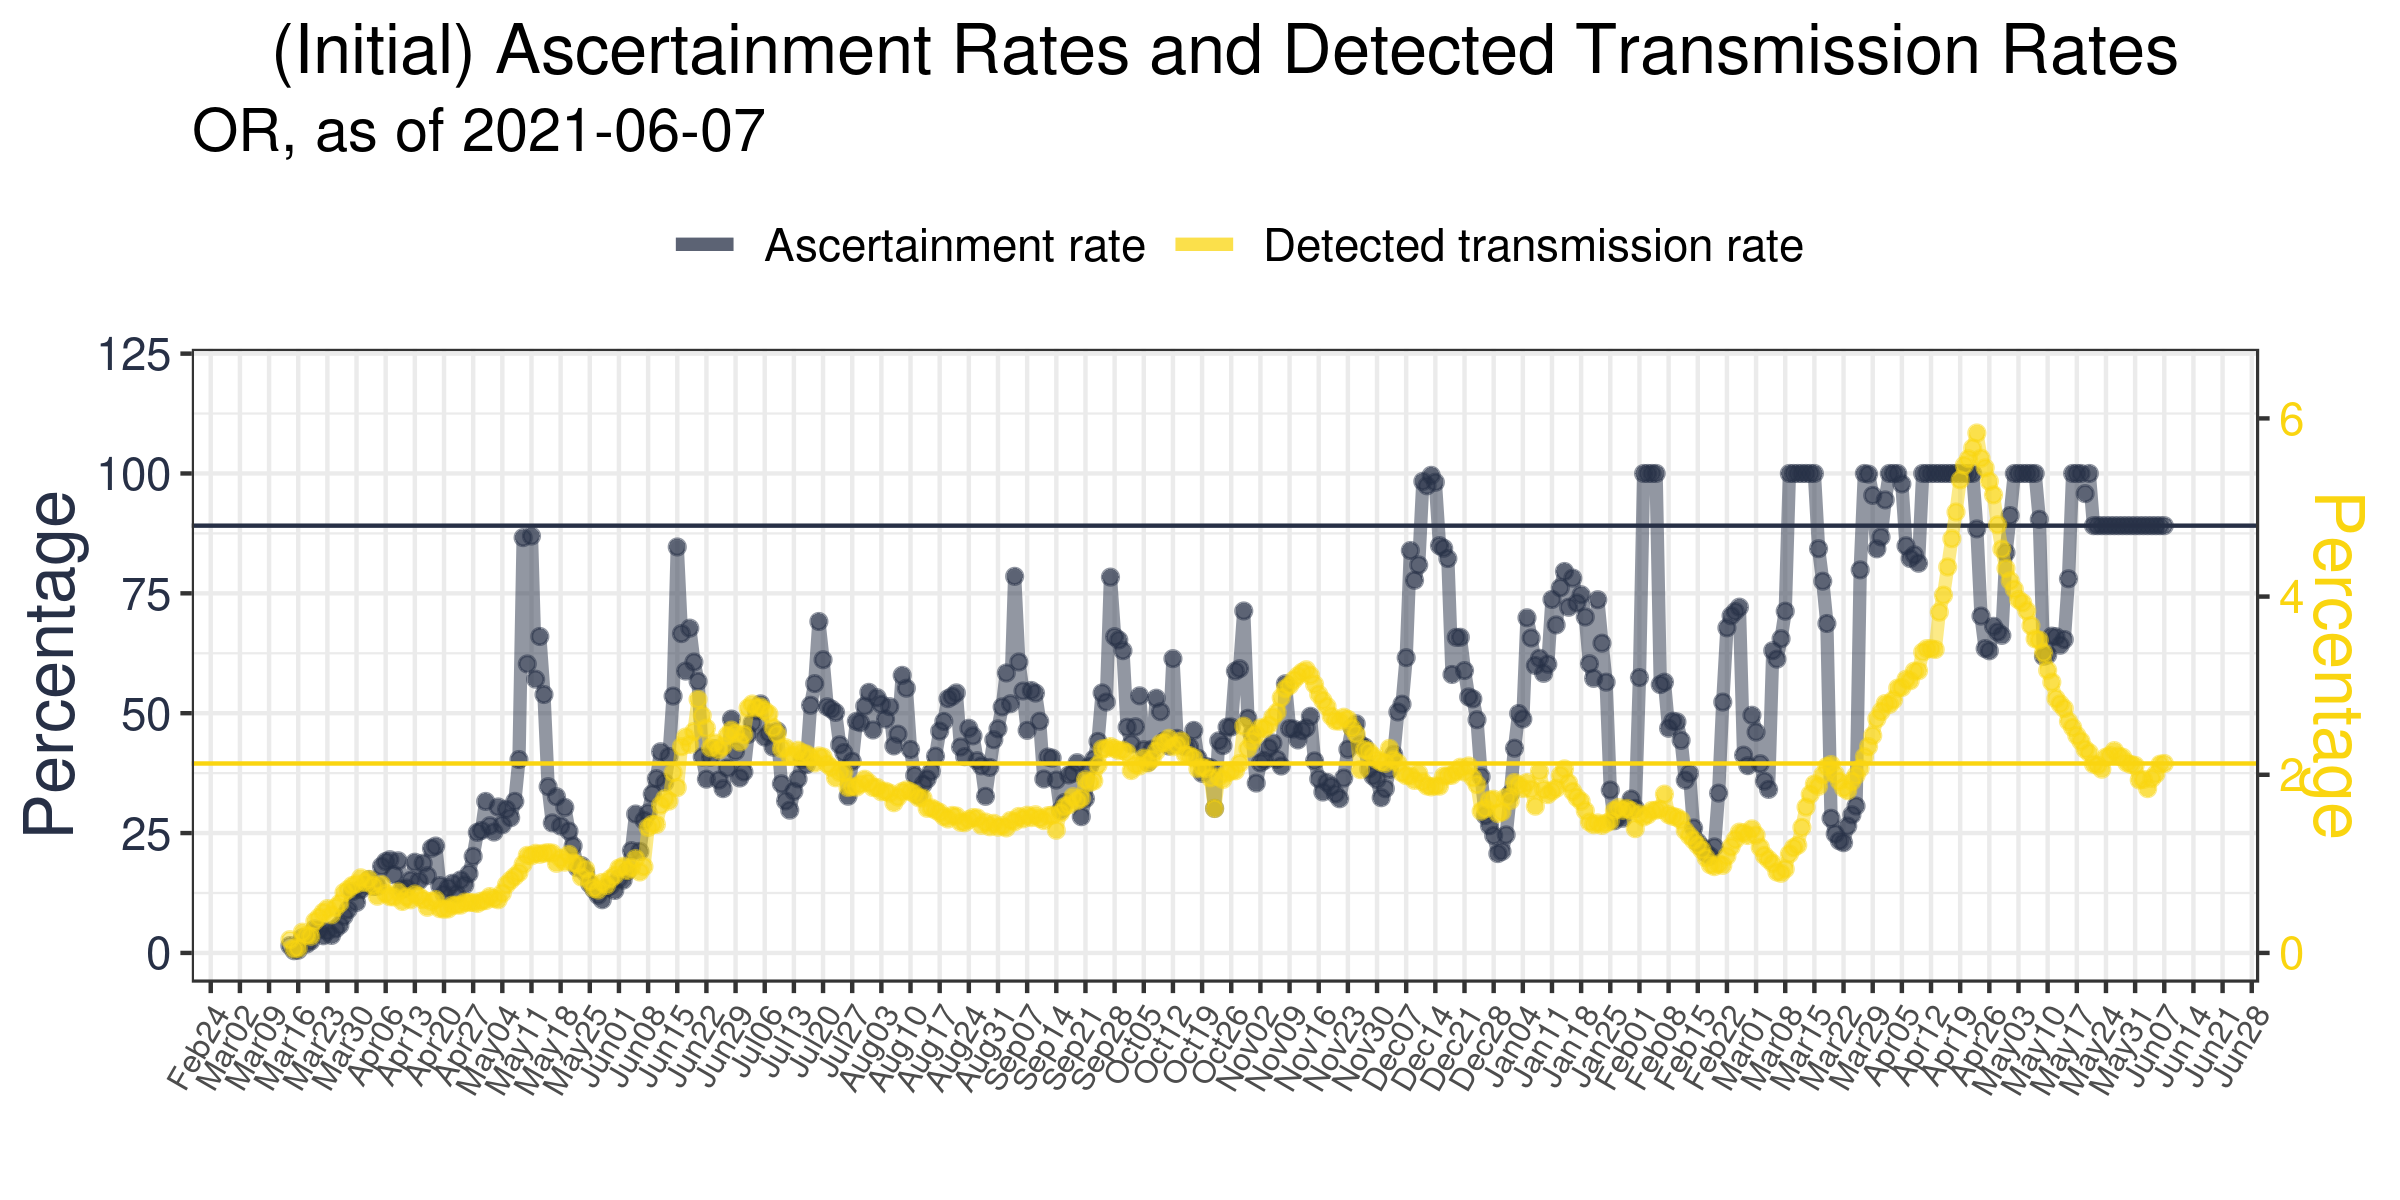 (Initial) Ascertainment Rates and Detected Transmission Rates
OR, as of 2021-06-07
Ascertainment rate
Detected transmission rate
Percentage
125
100
75
50
25
0
6
4
2
0
Percentage
Feb24
Mar02
Mar09
Mar16
Mar23
Mar30
Apr06
Apr13
Apr20
Apr27
May04
May11
May18
May25
Jun01
Jun08
Jun15
Jun22
Jun29
Jul06
Jul13
Jul20
Jul27
Aug03
Aug10
Aug17
Aug24
Aug31
Sep07
Sep14
Sep21
Sep28
Oct05
Oct12
Oct19
Oct26
Nov02
Nov09
Nov16
Nov23
Nov30
Dec07
Dec14
Dec21
Dec28
Jan04
Jan11
Jan18
Jan25
Feb01
Feb08
Feb15
Feb22
Mar01
Mar08
Mar15
Mar22
Mar29
Apr05
Apr12
Apr19
Apr26
May03
May10
May17
May24
May31
Jun07
Jun14
Jun21
Jun28